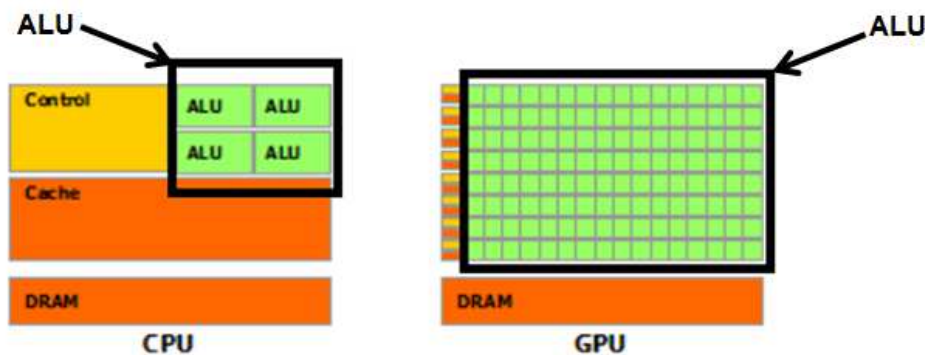 ALU
ALU
Control
ALU ALU
ALU ALU
Cache
DRAM
DRAM
CPU
GPU